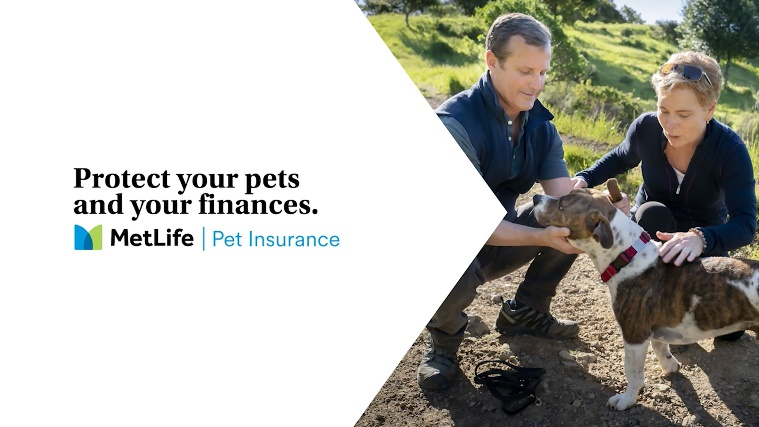 Protect your pets
and your finances.
MetLife | Pet Insurance